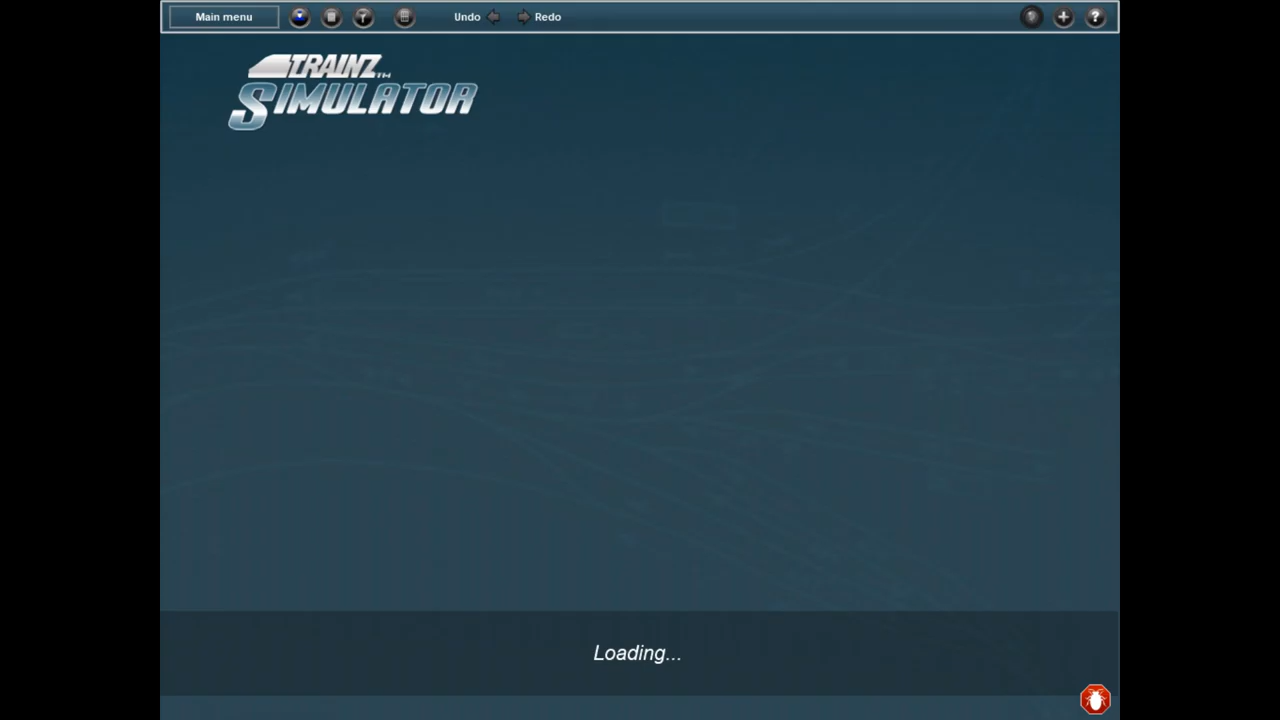 Main menu
Undo
Redo
TRAINZ TM
SIMULATOR
Loading...